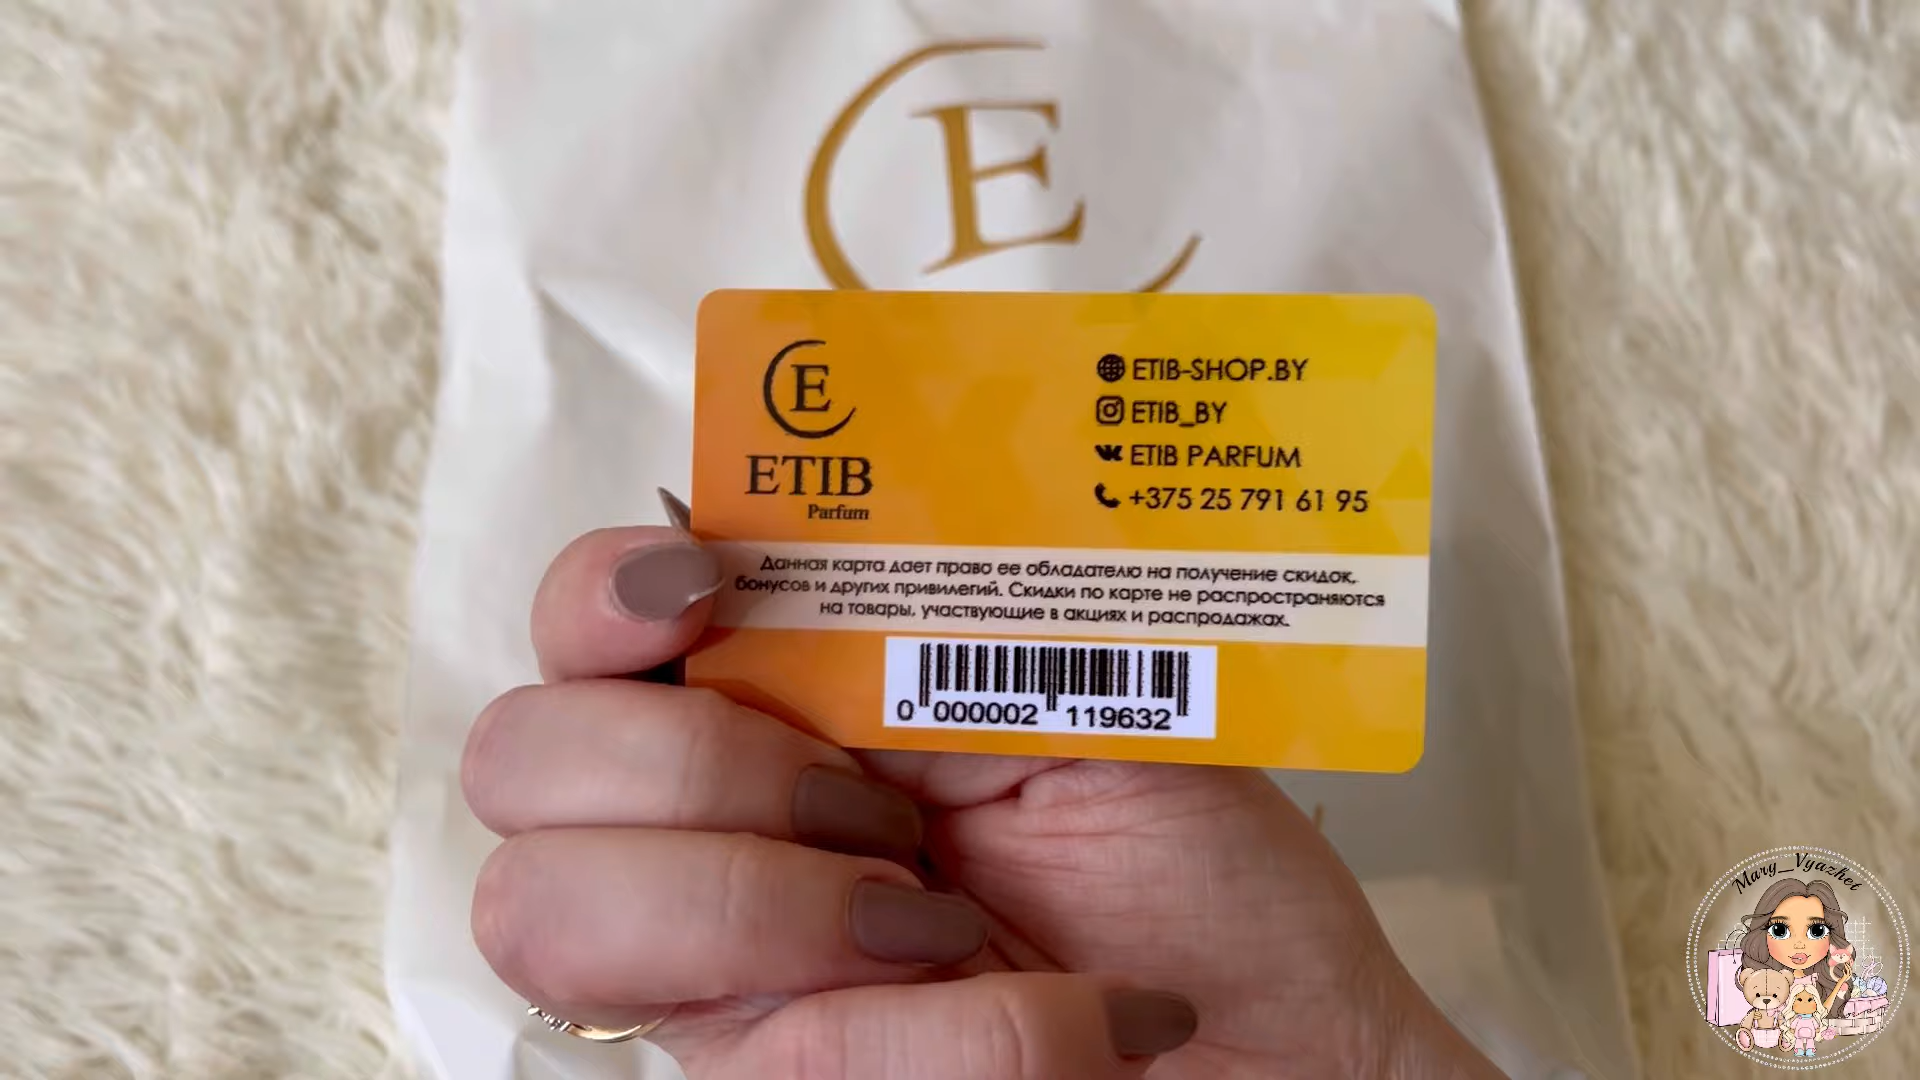 E
E
ETIB
Parfum
ETIB-SHOP.BY
ETIB_BY
ETIB PARFUM
+375 25 791 61 95
Данная карта дает право ее обладателю на получение скидок,
бонусов и других привилегий. Скидки по карте не распространяются
на товары, участвующие в акциях и распродажах.
0 000002 119632
Mary_Vyazhet